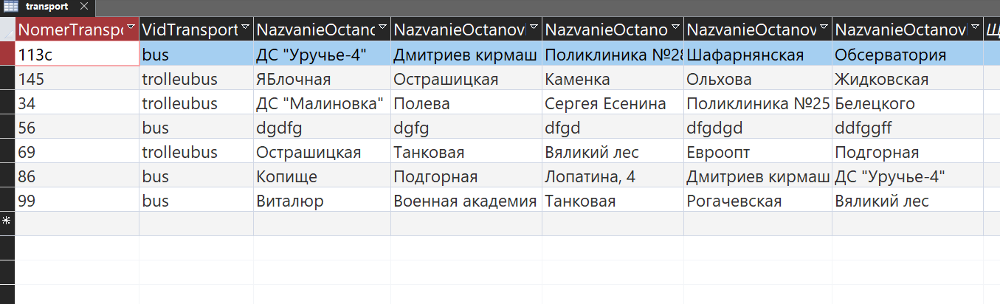 transport
NomerTranspo VidTransport NazvanieOctanc NazvanieOctanovl NazvanieOctano NazvanieOctanov NazvanieOctanovl Щ
113c bus ДС "Уручье-4" Дмитриев кирмаш Поликлиника №28 Шафарнянская Обсерватория
145 trolleubus ЯБлочная Острашицкая Каменка Ольхова Жидковская
34 trolleubus ДС "Малиновка" Полева Сергея Есенина Поликлиника №25 Белецкого
56 bus dgdfg dgfg dfgd dfgdgd ddfggff
69 trolleubus Острашицкая Танковая Вяликий лес Евроопт Подгорная
86 bus Копище Подгорная Лопатина, 4 Дмитриев кирмаш ДС "Уручье-4"
99 bus Виталюр Военная академия Танковая Рогачевская Вяликий лес